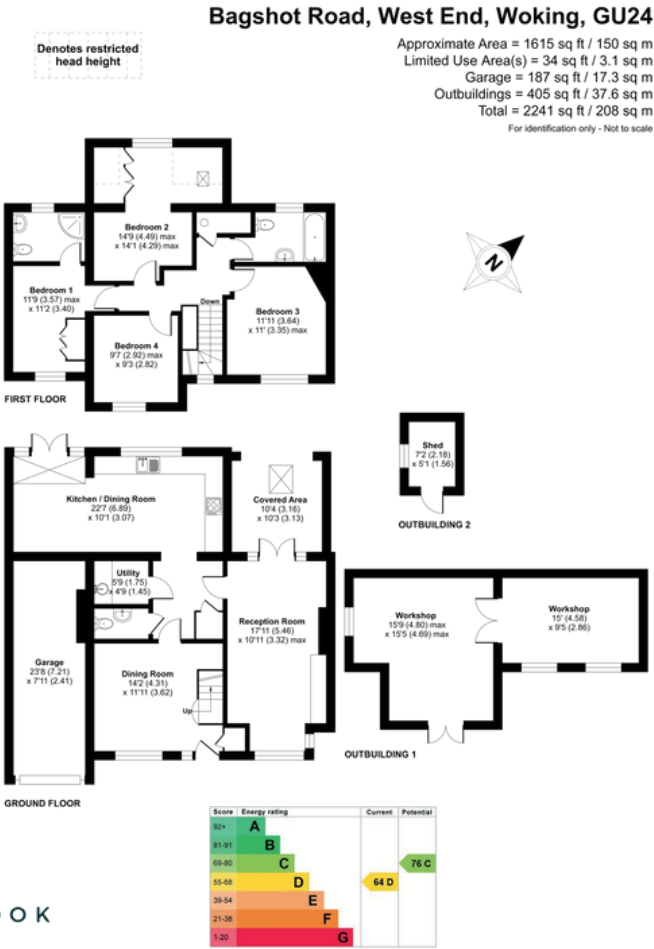 Bagshot Road, West End, Woking, GU24
Denotes restricted
head height
Approximate Area = 1615 sq ft / 150 sq m
Limited Use Area(s) = 34 sq ft / 3.1 sq m
Garage = 187 sq ft / 17.3 sq m
Outbuildings = 405 sq ft / 37.6 sq m
Total = 2241 sq ft / 208 sq m
For identification only - Not to scale
Bedroom 2
14'9 (4.49) max
x 14'1 (4.29) max
Bedroom 1
11'9 (3.57) max
x 11'2 (3.40)
Down
Bedroom 3
11'11 (3.64)
x 11' (3.35) max
Bedroom 4
9'7 (2.92) max
x 9'3 (2.82)
FIRST FLOOR
N
Shed
7'2 (2.18)
x 5'1 (1.56)
OUTBUILDING 2
Kitchen / Dining Room
22'7 (6.89)
x 10'1 (3.07)
Covered Area
10'4 (3.16)
x 10'3 (3.13)
Utility
5'9 (1.75)
x 4'9 (1.45)
Reception Room
17'11 (5.46)
x 10'11 (3.32) max
Garage
23'8 (7.21)
x 7'11 (2.41)
Dining Room
14'2 (4.31)
x 11'11 (3.62)
Up
Workshop
15'9 (4.80) max
x 15'5 (4.69) max
Workshop
15' (4.58)
x 9'5 (2.86)
OUTBUILDING 1
GROUND FLOOR
Score Energy rating Current Potential
92+ A
81-91 B
69-80 C 76 C
55-68 D 64 D
39-54 E
21-38 F
1-20 G
OK